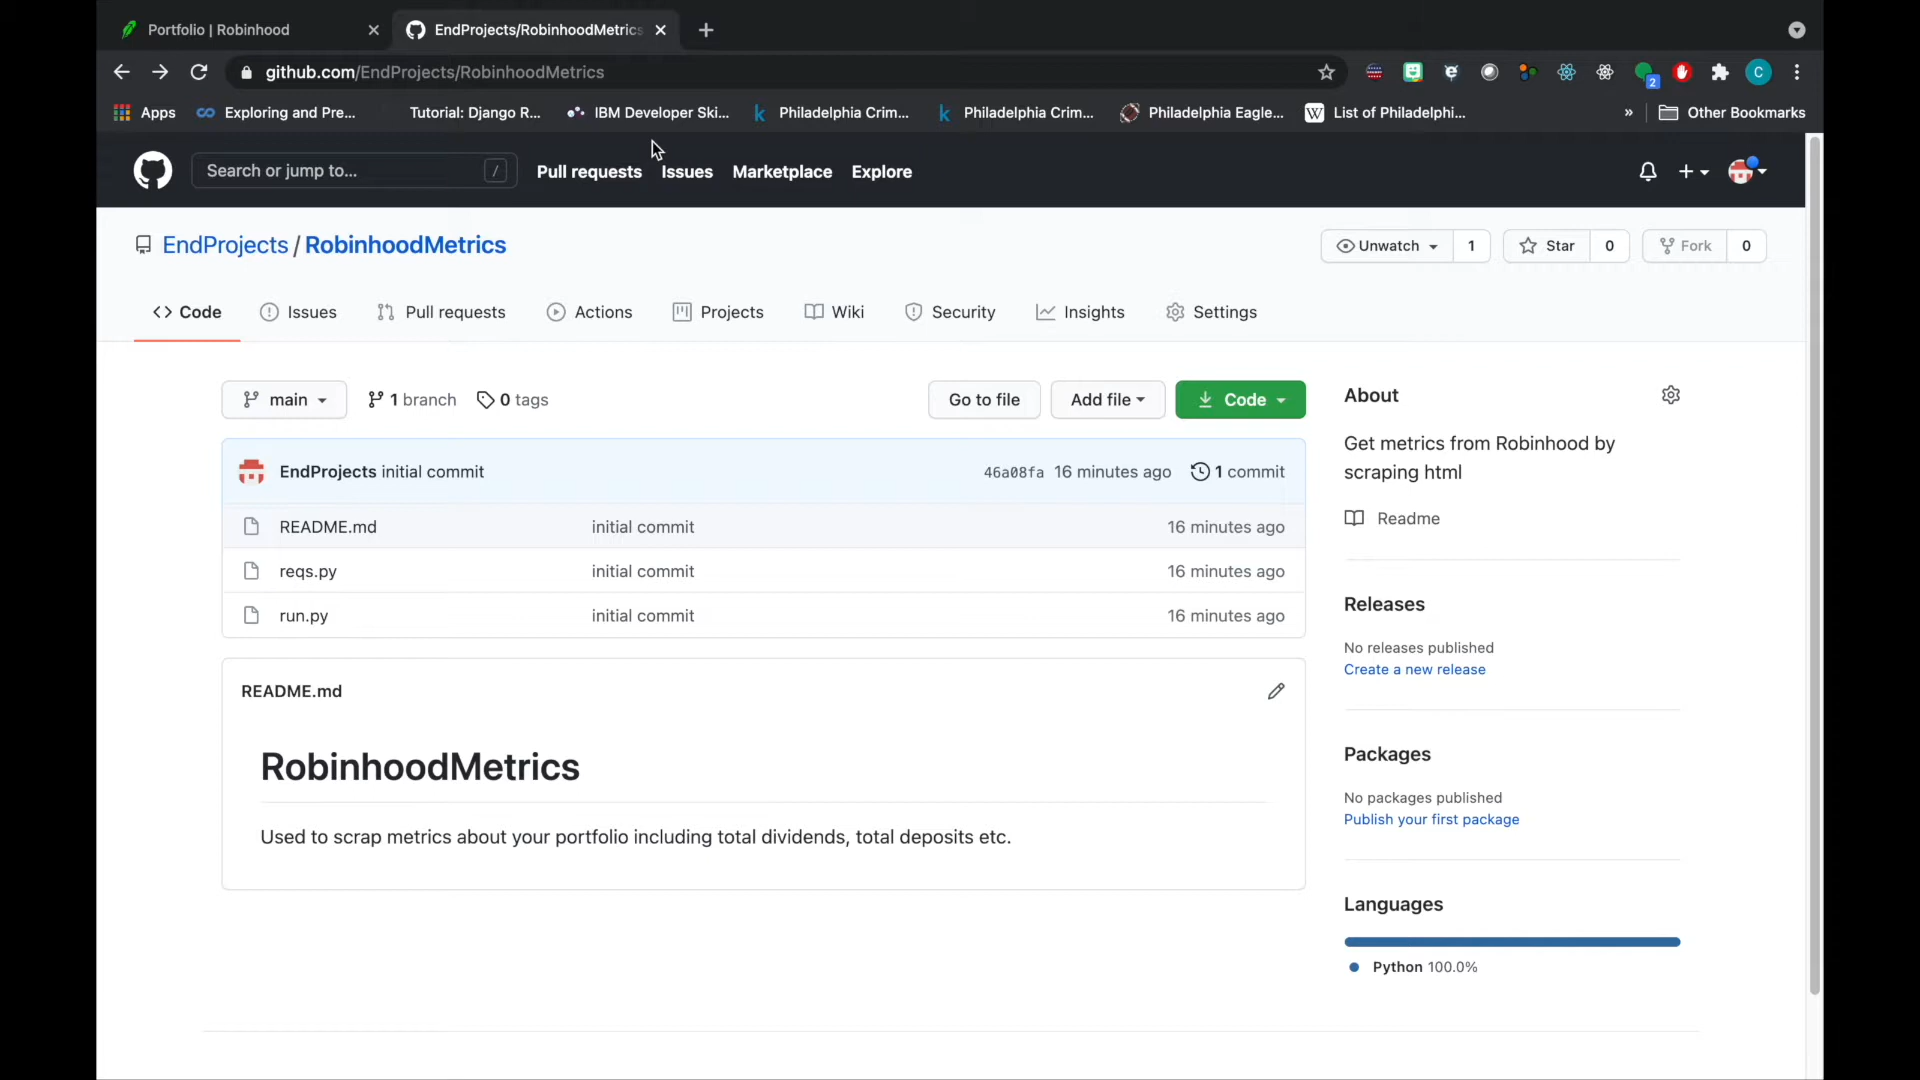 Portfolio | Robinhood
EndProjects/RobinhoodMetrics
github.com/EndProjects/RobinhoodMetrics
2
C
Apps
Exploring and Pre...
Tutorial: Django R...
IBM Developer Ski...
Philadelphia Crim...
Philadelphia Crim...
Philadelphia Eagle...
W
List of Philadelphi...
»
Other Bookmarks
Search or jump to...
/
Pull requests
Issues
Marketplace
Explore
EndProjects / RobinhoodMetrics
Unwatch
1
Star
0
Fork
0
Code
Issues
Pull requests
Actions
Projects
Wiki
Security
Insights
Settings
main
1 branch
0 tags
Go to file
Add file
Code
EndProjects initial commit
46a08fa 16 minutes ago
1 commit
README.md
initial commit
16 minutes ago
reqs.py
initial commit
16 minutes ago
run.py
initial commit
16 minutes ago
README.md
RobinhoodMetrics
Used to scrap metrics about your portfolio including total dividends, total deposits etc.
About
Get metrics from Robinhood by
scraping html
Readme
Releases
No releases published
Create a new release
Packages
No packages published
Publish your first package
Languages
Python 100.0%